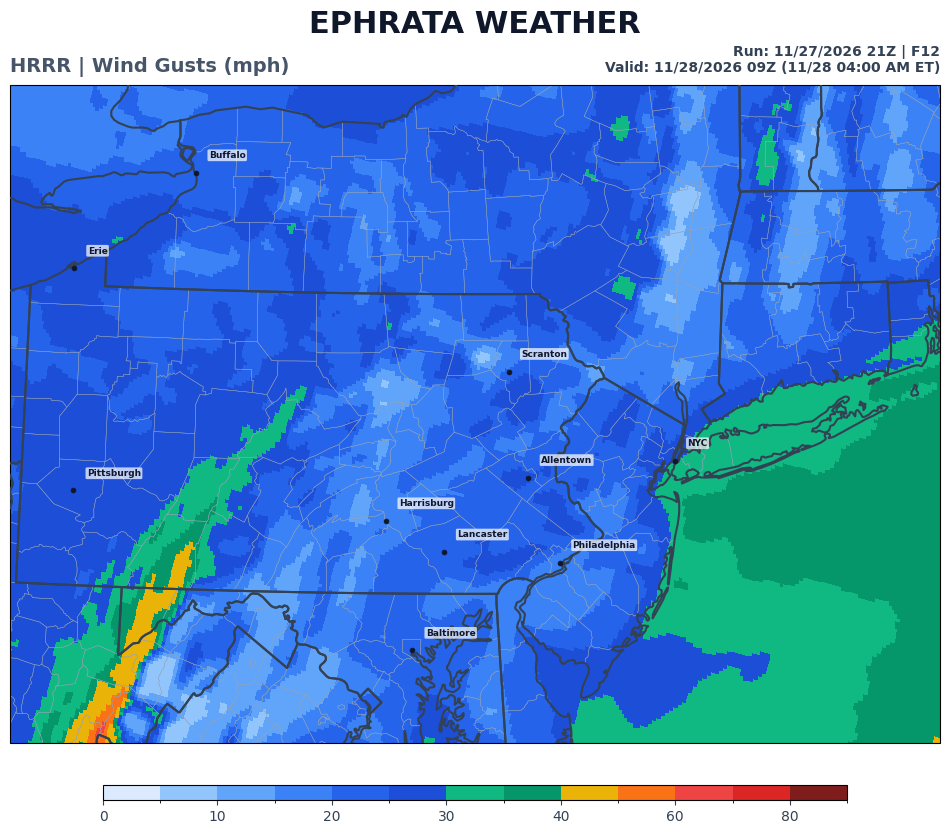 EPHRATA WEATHER
HRRR | Wind Gusts (mph)
Run: 11/27/2026 21Z | F12
Valid: 11/28/2026 09Z (11/28 04:00 AM ET)
Buffalo
Erie
Scranton
NYC
Allentown
Pittsburgh
Harrisburg
Lancaster
Philadelphia
Baltimore
0 10 20 30 40 50 60 70 80